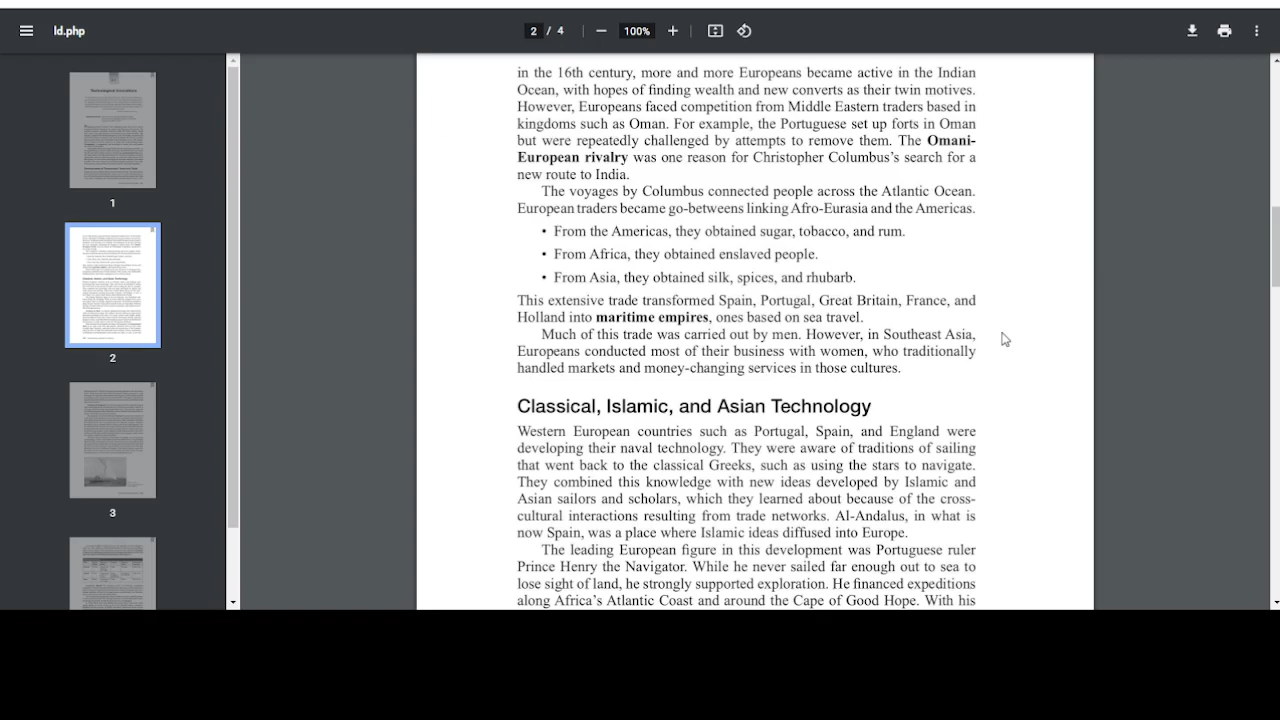 ld.php
2 / 4
100%
in the 16th century, more and more Europeans became active in the Indian
Ocean, with hopes of finding wealth and new converts as their twin motives.
However, Europeans faced competition from Middle Eastern traders based in
kingdoms such as Oman. For example, the Portuguese set up forts in Oman
but were repeatedly challenged by attempts to remove them. The Omani-
European rivalry was one reason for Christopher Columbus's search for a
new route to India.
The voyages by Columbus connected people across the Atlantic Ocean.
European traders became go-betweens linking Afro-Eurasia and the Americas.
• From the Americas, they obtained sugar, tobacco, and rum.
• From Africa, they obtained enslaved people.
• From Asia they obtained silk, spices, and rhubarb.
This extensive trade transformed Spain, Portugal, Great Britain, France, and
Holland into maritime empires, ones based on sea travel.
Much of this trade was carried out by men. However, in Southeast Asia,
Europeans conducted most of their business with women, who traditionally
handled markets and money-changing services in those cultures.
Classical, Islamic, and Asian Technology
Western European countries such as Portugal, Spain, and England were
developing their naval technology. They were aware of traditions of sailing
that went back to the classical Greeks, such as using the stars to navigate.
They combined this knowledge with new ideas developed by Islamic and
Asian sailors and scholars, which they learned about because of the cross-
cultural interactions resulting from trade networks. Al-Andalus, in what is
now Spain, was a place where Islamic ideas diffused into Europe.
The leading European figure in this development was Portuguese ruler
Prince Henry the Navigator. While he never sailed far enough out to sea to
lose sight of land, he strongly supported exploration. He financed expeditions
along Africa's Atlantic Coast and around the Cape of Good Hope. With his
1
2
3